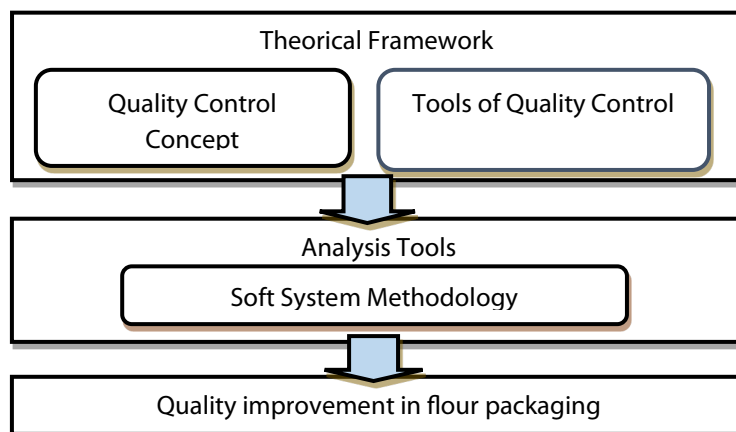 Theorical Framework
Quality Control
Concept
Tools of Quality Control
Analysis Tools
Soft System Methodology
Quality improvement in flour packaging